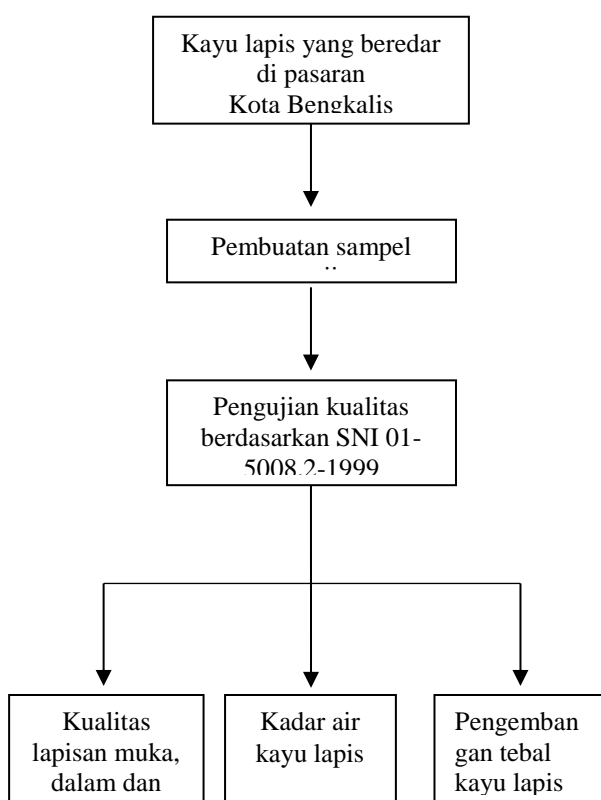 Kayu lapis yang beredar
di pasaran
Kota Bengkalis
Pembuatan sampel
Pengujian kualitas
berdasarkan SNI 01-
5008.2-1999
Kualitas
lapisan muka,
dalam dan
Kadar air
kayu lapis
Pengemban
gan tebal
kayu lapis